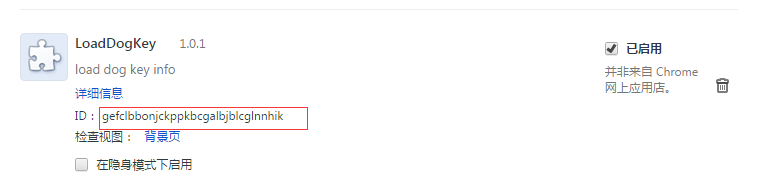 LoadDogKey 1.0.1
已启用
load dog key info
并非来自 Chrome
网上应用店。
详细信息
ID：gefclbbonjckppkbcgalbjblcglnnhik
检查视图： 背景页
在隐身模式下启用